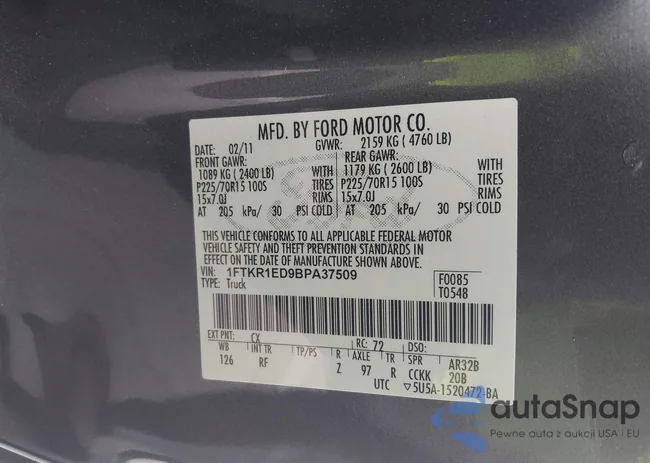 MFD. BY FORD MOTOR CO.
DATE: 02/11 GVWR: 2159 KG ( 4760 LB)
FRONT GAWR: REAR GAWR: WITH
1089 KG ( 2400 LB) WITH 1179 KG ( 2600 LB) TIRES
P225/70R15 100S TIRES P225/70R15 100S RIMS
15x7.0J RIMS 15x7.0J
AT 205 kPa/ 30 PSI COLD AT 205 kPa/ 30 PSI COLD
THIS VEHICLE CONFORMS TO ALL APPLICABLE FEDERAL MOTOR
VEHICLE SAFETY AND THEFT PREVENTION STANDARDS IN
EFFECT ON THE DATE OF MANUFACTURE SHOWN ABOVE.
VIN: 1FTKR1ED9BPA37509 F0085
TYPE: Truck T0548
EXT PNT: CX RC: 72 DSO:
WB INT TR TP/PS R AXLE TR SPR AR32B
126 RF Z 97 R CCKK 20B
UTC ▽5U5A-1520472-BA
autaSnap
Pewne auta z aukcji USA i EU